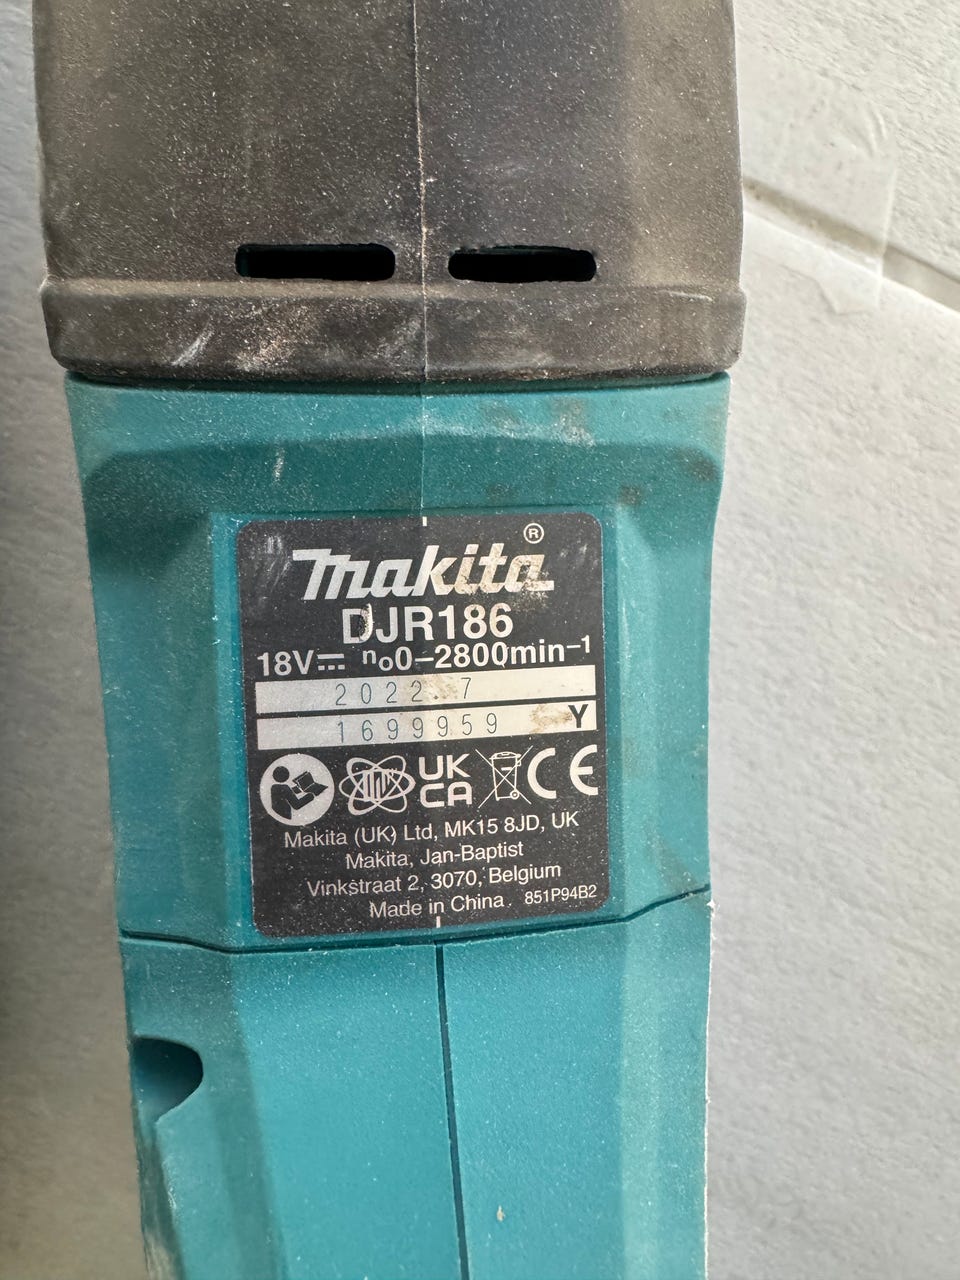 makita®
DJR186
18V⎓ n₀0–2800min⁻¹
2022.7
1699959 Y
UK
CA
CE
Makita (UK) Ltd, MK15 8JD, UK
Makita, Jan-Baptist
Vinkstraat 2, 3070, Belgium
Made in China 851P94B2